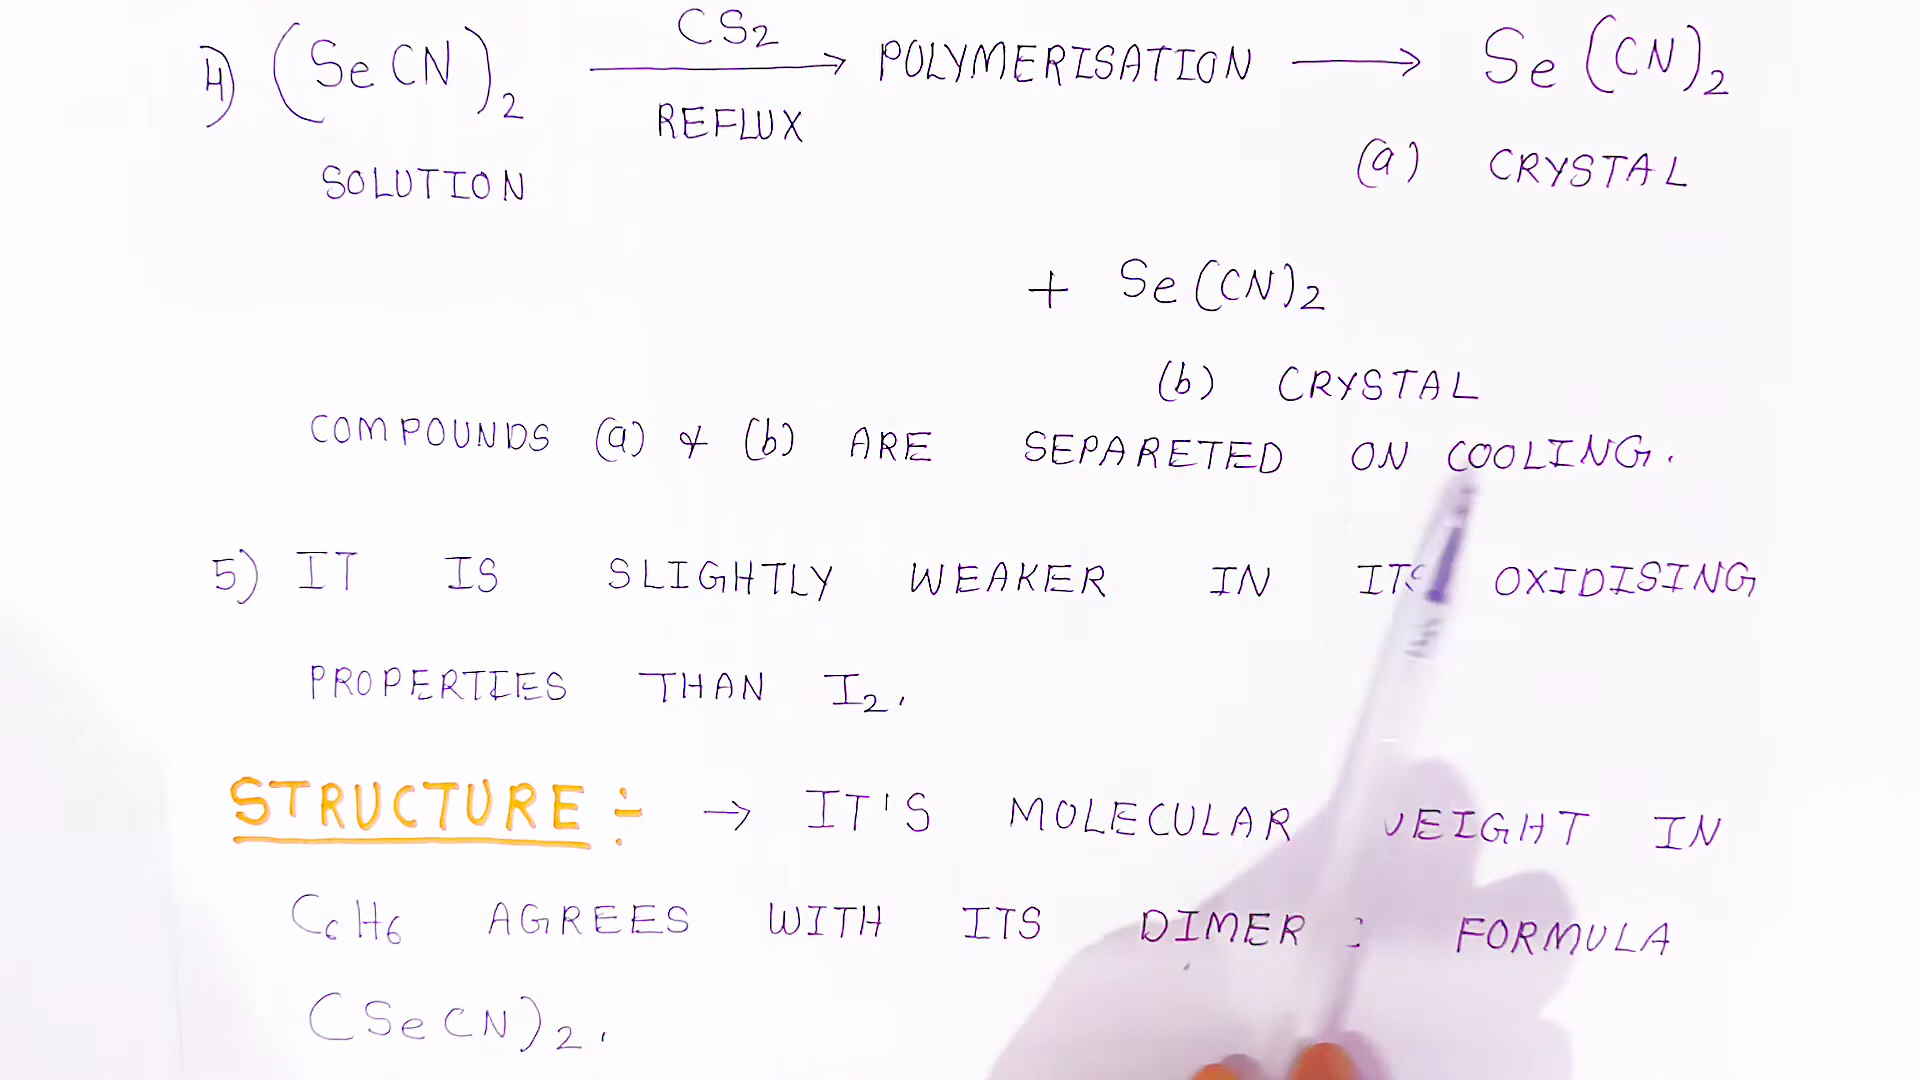 4) (SeCN)2 CS2 → REFLUX POLYMERISATION → Se(CN)2
SOLUTION (a) CRYSTAL
+ Se(CN)2
(b) CRYSTAL
COMPOUNDS (a) & (b) ARE SEPARETED ON COOLING.
5) IT IS SLIGHTLY WEAKER IN ITS OXIDISING
PROPERTIES THAN I2.
STRUCTURE :- → IT'S MOLECULAR WEIGHT IN
C6H6 AGREES WITH ITS DIMER FORMULA
(SeCN)2.